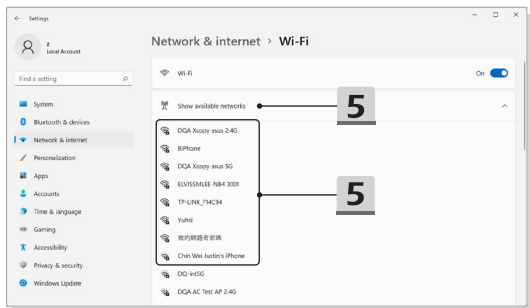 Settings
z
Local Account
Find a setting
System
Bluetooth & devices
Network & internet
Personalization
Apps
Accounts
Time & language
Gaming
Accessibility
Privacy & security
Windows Update
Network & internet > Wi-Fi
Wi-Fi
On
Show available networks
5
DQA Xcopy asus 2.4G
BiPhone
DQA Xcopy asus 5G
ELVISSMLEE-NB4 3001
TP-LINK_F14C94
Yuhsi
我的網路有密碼
Chin Wei Justin's iPhone
5
DQ-int5G
DQA AC Test AP 2.4G